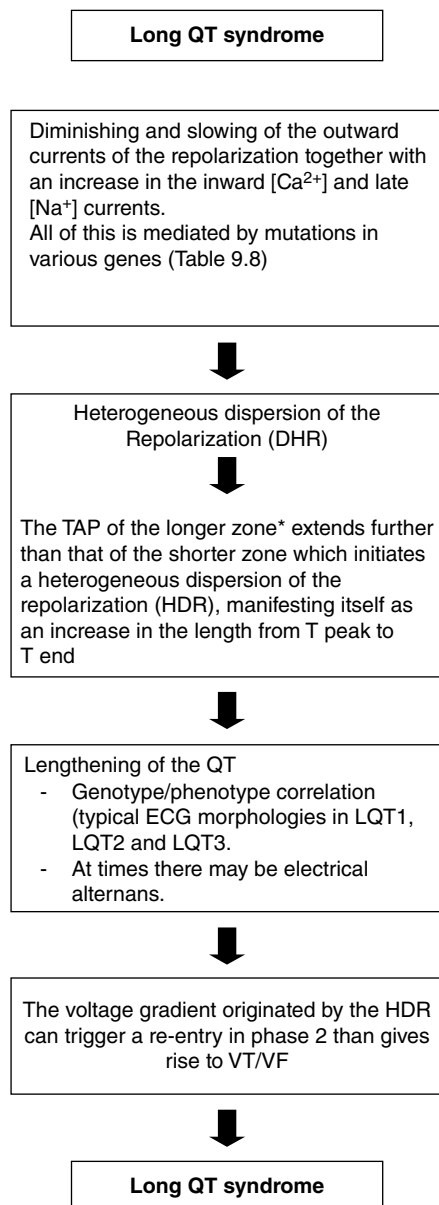 Long QT syndrome
Diminishing and slowing of the outward
currents of the repolarization together with
an increase in the inward [Ca²⁺] and late
[Na⁺] currents.
All of this is mediated by mutations in
various genes (Table 9.8)
Heterogeneous dispersion of the
Repolarization (DHR)
The TAP of the longer zone* extends further
than that of the shorter zone which initiates
a heterogeneous dispersion of the
repolarization (HDR), manifesting itself as
an increase in the length from T peak to
T end
Lengthening of the QT
- Genotype/phenotype correlation
(typical ECG morphologies in LQT1,
LQT2 and LQT3.
- At times there may be electrical
alternans.
The voltage gradient originated by the HDR
can trigger a re-entry in phase 2 than gives
rise to VT/VF
Long QT syndrome